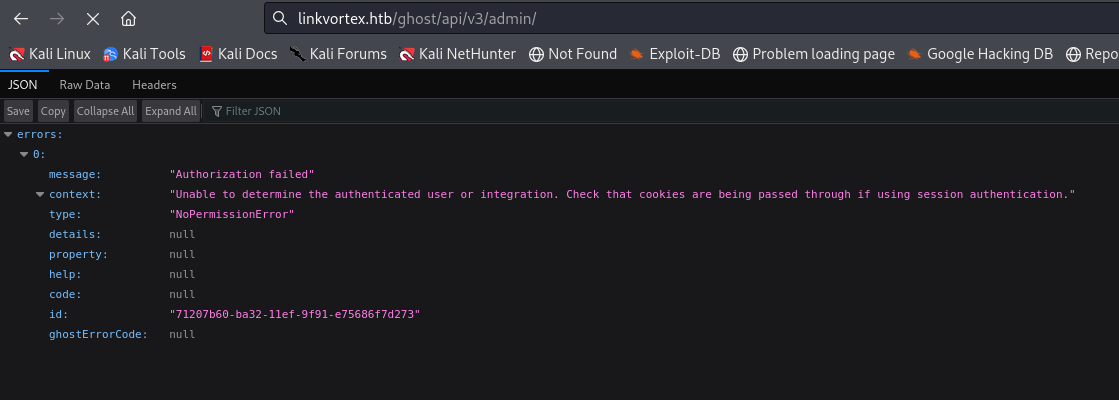 linkvortex.htb/ghost/api/v3/admin/
Kali Linux Kali Tools Kali Docs Kali Forums Kali NetHunter Not Found Exploit-DB Problem loading page Google Hacking DB Repo
JSON Raw Data Headers
Save Copy Collapse All Expand All Filter JSON
errors:
0:
message: "Authorization failed"
context: "Unable to determine the authenticated user or integration. Check that cookies are being passed through if using session authentication."
type: "NoPermissionError"
details: null
property: null
help: null
code: null
id: "71207b60-ba32-11ef-9f91-e75686f7d273"
ghostErrorCode: null